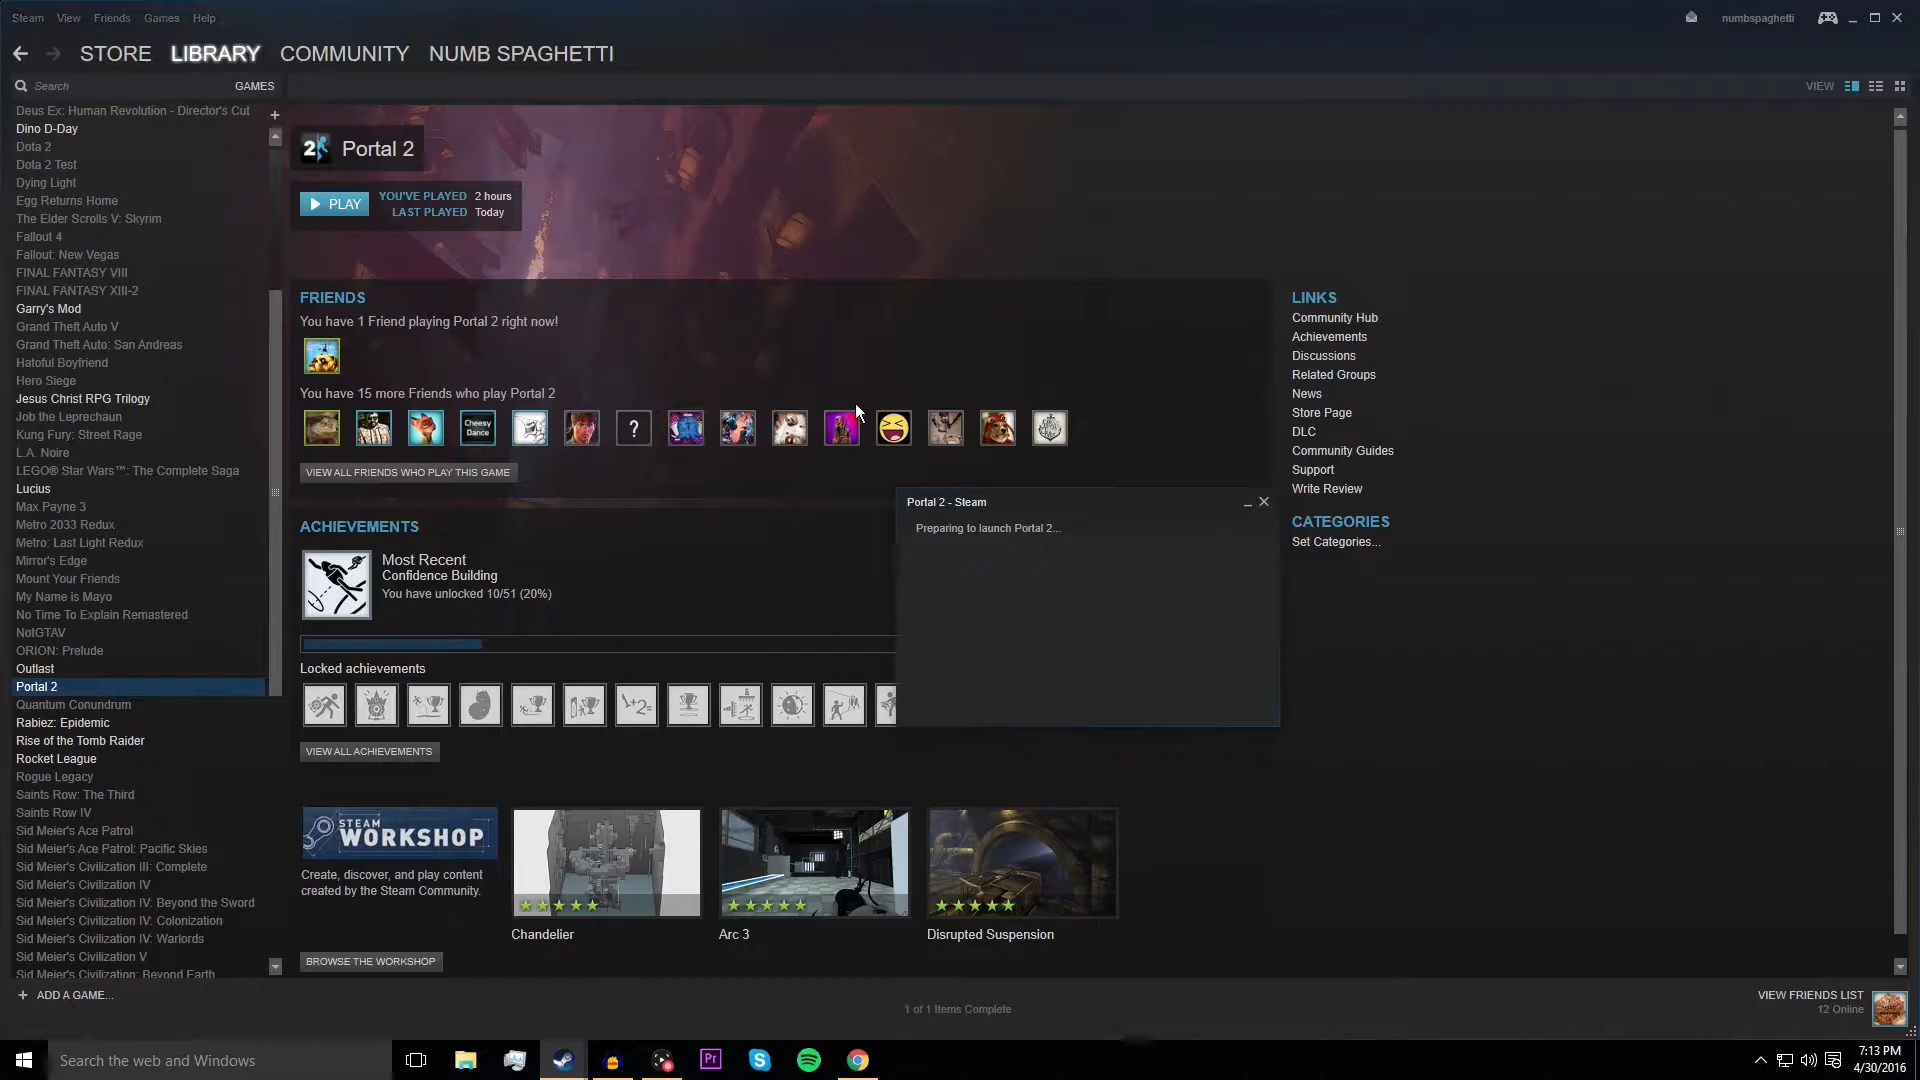 Steam View Friends Games Help
numbspaghetti
STORE LIBRARY COMMUNITY NUMB SPAGHETTI
Search
GAMES
VIEW
Deus Ex: Human Revolution - Director's Cut
Dino D-Day
Dota 2
Dota 2 Test
Dying Light
Egg Returns Home
The Elder Scrolls V: Skyrim
Fallout 4
Fallout: New Vegas
FINAL FANTASY VIII
FINAL FANTASY XIII-2
Garry's Mod
Grand Theft Auto V
Grand Theft Auto: San Andreas
Hatoful Boyfriend
Hero Siege
Jesus Christ RPG Trilogy
Job the Leprechaun
Kung Fury: Street Rage
L.A. Noire
LEGO® Star Wars™: The Complete Saga
Lucius
Max Payne 3
Metro 2033 Redux
Metro: Last Light Redux
Mirror's Edge
Mount Your Friends
My Name is Mayo
No Time To Explain Remastered
NotGTAV
ORION: Prelude
Outlast
Portal 2
Quantum Conundrum
Rabiez: Epidemic
Rise of the Tomb Raider
Rocket League
Rogue Legacy
Saints Row: The Third
Saints Row IV
Sid Meier's Ace Patrol
Sid Meier's Ace Patrol: Pacific Skies
Sid Meier's Civilization III: Complete
Sid Meier's Civilization IV
Sid Meier's Civilization IV: Beyond the Sword
Sid Meier's Civilization IV: Colonization
Sid Meier's Civilization IV: Warlords
Sid Meier's Civilization V
Sid Meier's Civilization: Beyond Earth
ADD A GAME...
2 Portal 2
PLAY
YOU'VE PLAYED 2 hours
LAST PLAYED Today
FRIENDS
You have 1 Friend playing Portal 2 right now!
You have 15 more Friends who play Portal 2
Cheesy
Dance
?
VIEW ALL FRIENDS WHO PLAY THIS GAME
ACHIEVEMENTS
Most Recent
Confidence Building
You have unlocked 10/51 (20%)
Locked achievements
1+2=
VIEW ALL ACHIEVEMENTS
Portal 2 - Steam
Preparing to launch Portal 2...
STEAM
WORKSHOP
Create, discover, and play content
created by the Steam Community.
BROWSE THE WORKSHOP
Chandelier
Arc 3
Disrupted Suspension
LINKS
Community Hub
Achievements
Discussions
Related Groups
News
Store Page
DLC
Community Guides
Support
Write Review
CATEGORIES
Set Categories...
1 of 1 Items Complete
VIEW FRIENDS LIST
12 Online
Search the web and Windows
Pr
7:13 PM
4/30/2016